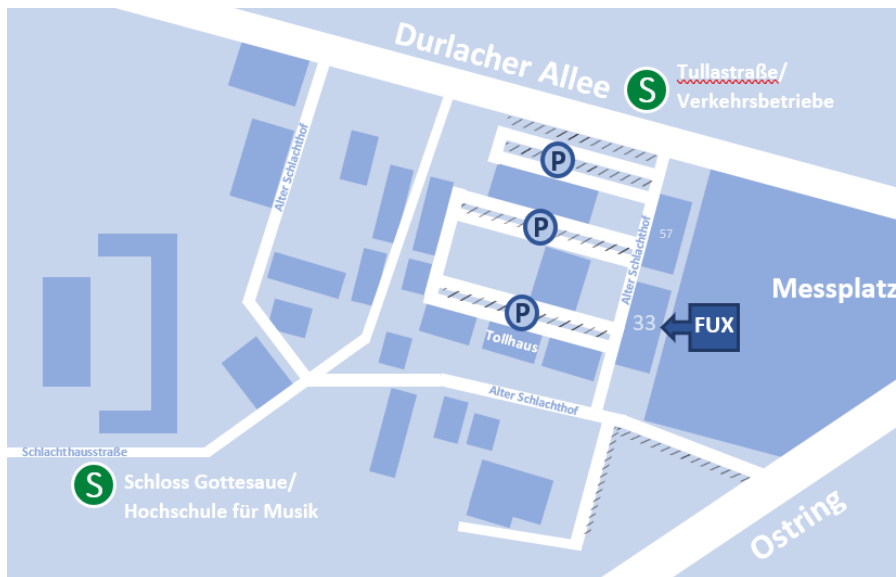 Durlacher Allee
S
Tullastraße/
Verkehrsbetriebe
Alter Schlachthof
P
P
P
Alter Schlachthof
57
33
FUX
Messplatz
Tollhaus
Alter Schlachthof
Schlachthausstraße
S
Schloss Gottesaue/
Hochschule für Musik
Ostring